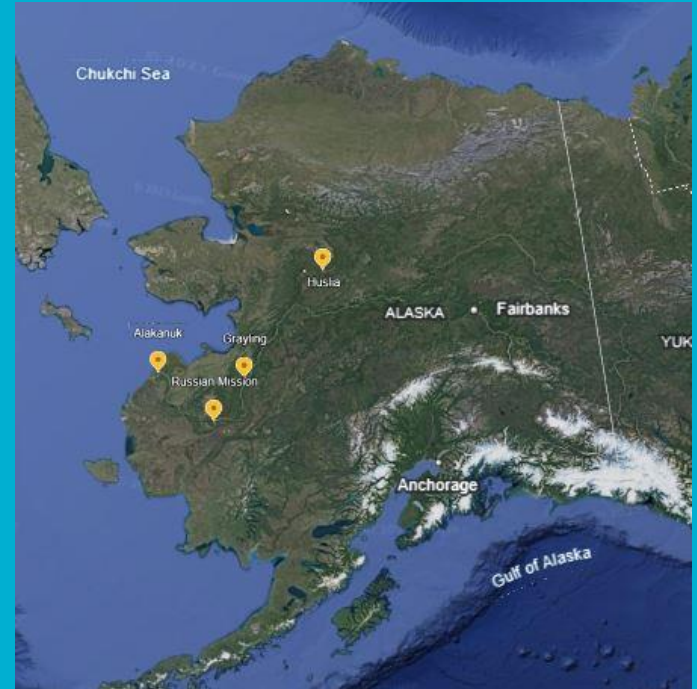 Chukchi Sea
Huslia
ALASKA
Fairbanks
Alakanuk
Grayling
YUK
Russian Mission
Anchorage
Gulf of Alaska